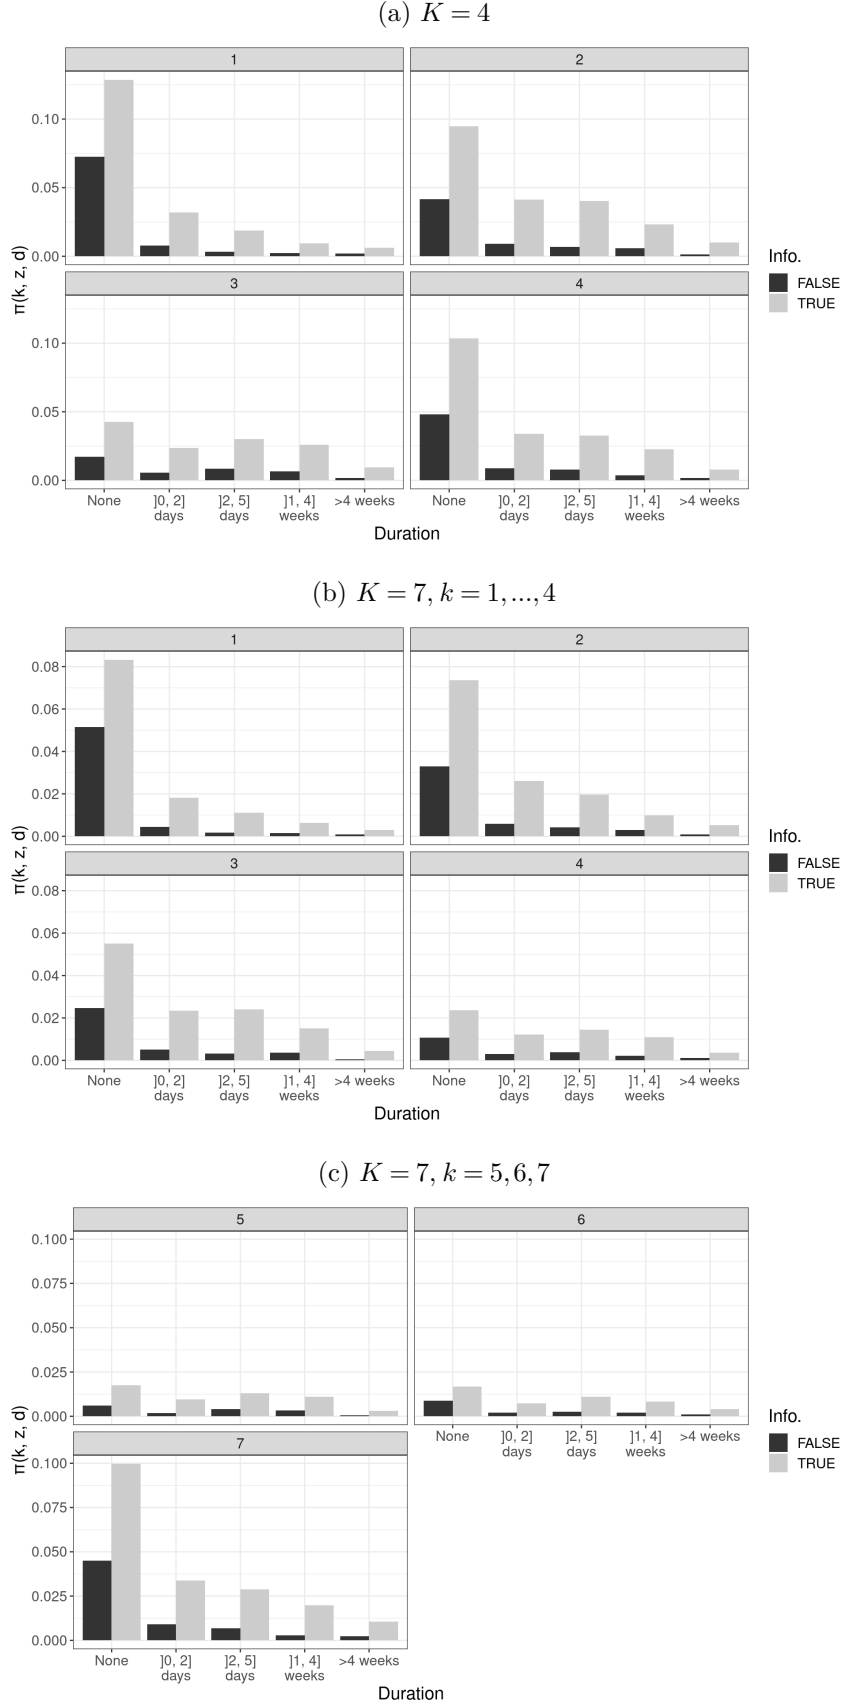 (a) K = 4
1 2
0.10
0.05
0.00
3 4
0.10
0.05
0.00
π(k, z, d)
None ]0, 2] days ]2, 5] days ]1, 4] weeks >4 weeks None ]0, 2] days ]2, 5] days ]1, 4] weeks >4 weeks
Duration
Info.
FALSE
TRUE
(b) K = 7, k = 1, ..., 4
1 2
0.08
0.06
0.04
0.02
0.00
3 4
0.08
0.06
0.04
0.02
0.00
π(k, z, d)
None ]0, 2] days ]2, 5] days ]1, 4] weeks >4 weeks None ]0, 2] days ]2, 5] days ]1, 4] weeks >4 weeks
Duration
Info.
FALSE
TRUE
(c) K = 7, k = 5, 6, 7
5 6
0.100
0.075
0.050
0.025
0.000
None ]0, 2] days ]2, 5] days ]1, 4] weeks >4 weeks
7
0.100
0.075
0.050
0.025
0.000
π(k, z, d)
None ]0, 2] days ]2, 5] days ]1, 4] weeks >4 weeks
Duration
Info.
FALSE
TRUE